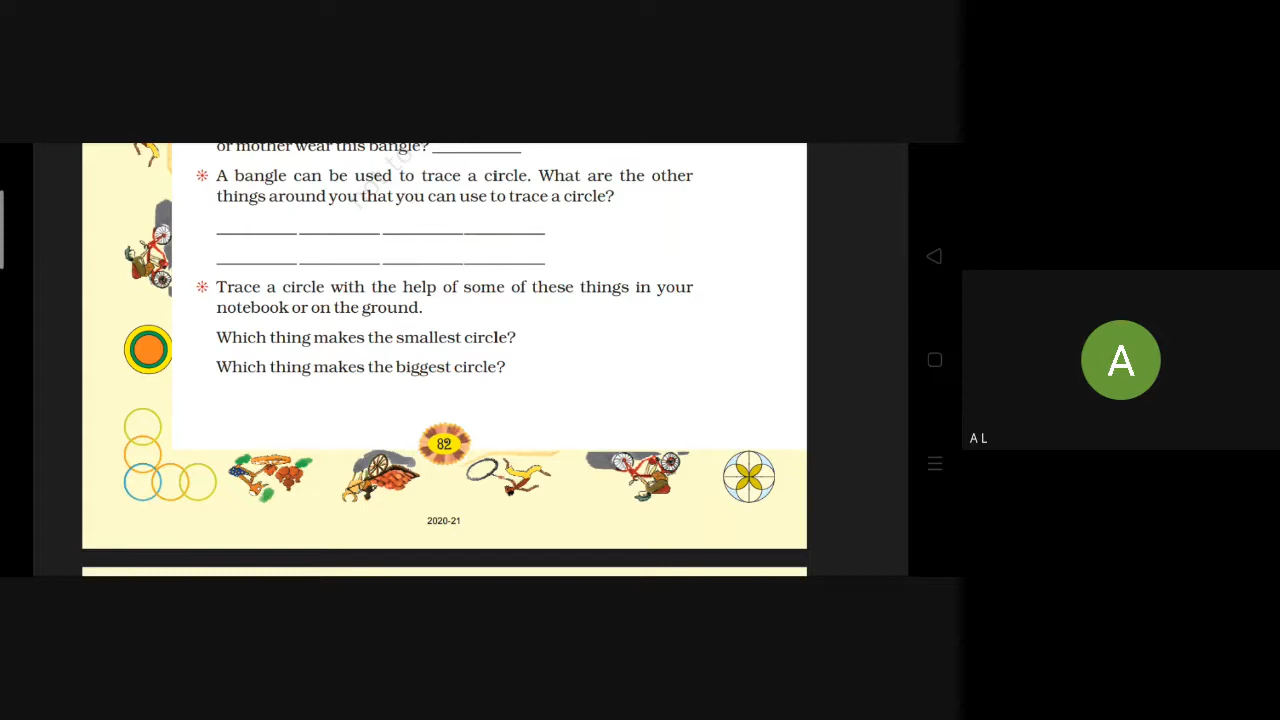 or mother wear this bangle? __________
A bangle can be used to trace a circle. What are the other
things around you that you can use to trace a circle?
Trace a circle with the help of some of these things in your
notebook or on the ground.
Which thing makes the smallest circle?
Which thing makes the biggest circle?
82
2020-21
A
A L